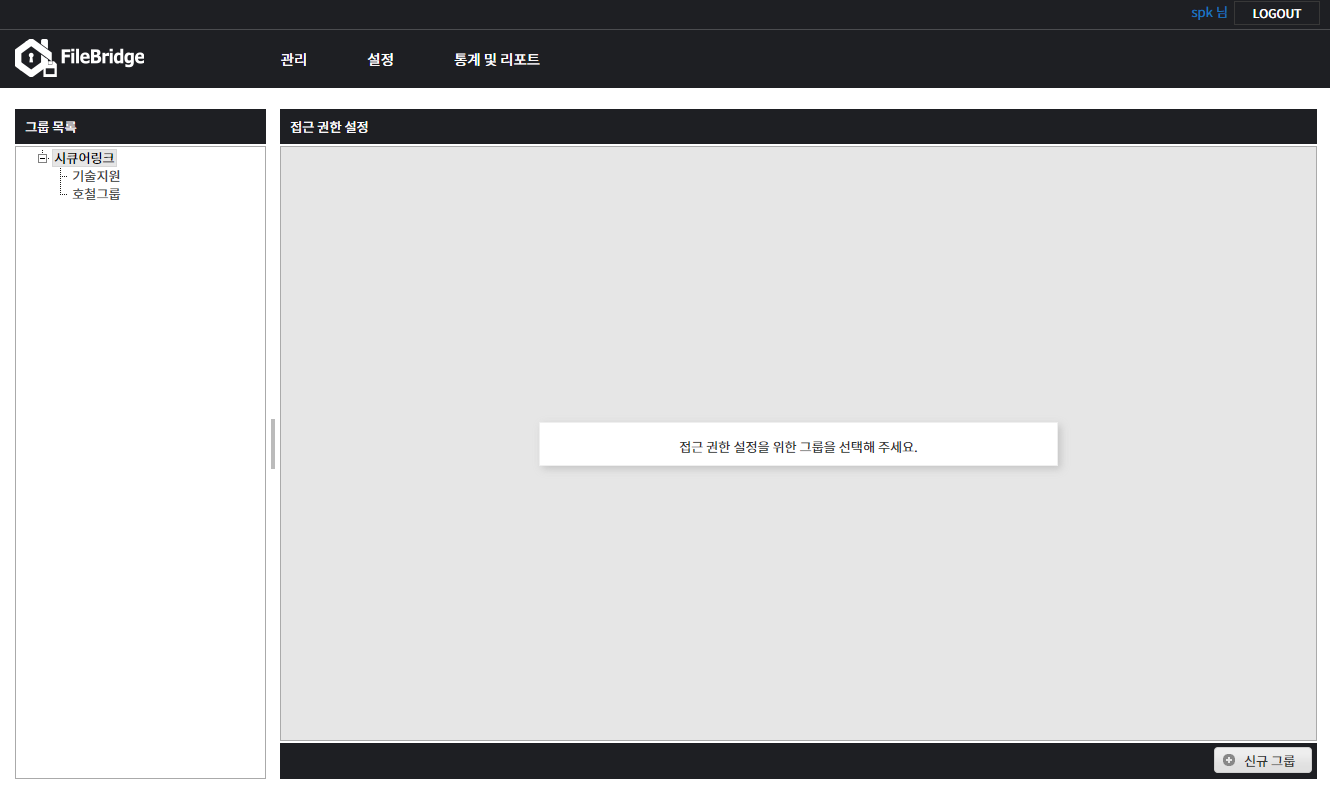 spk 님 LOGOUT
FileBridge 관리 설정 통계 및 리포트
그룹 목록
시큐어링크
기술지원
호철그룹
접근 권한 설정
접근 권한 설정을 위한 그룹을 선택해 주세요.
신규 그룹